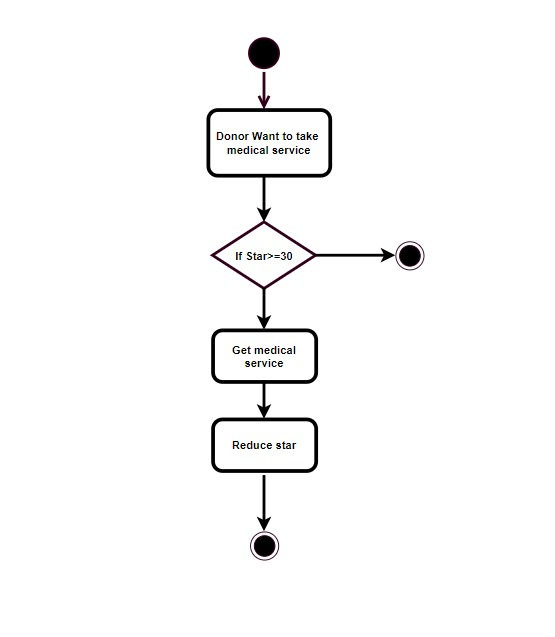 Donor Want to take
medical service
If Star>=30
Get medical
service
Reduce star